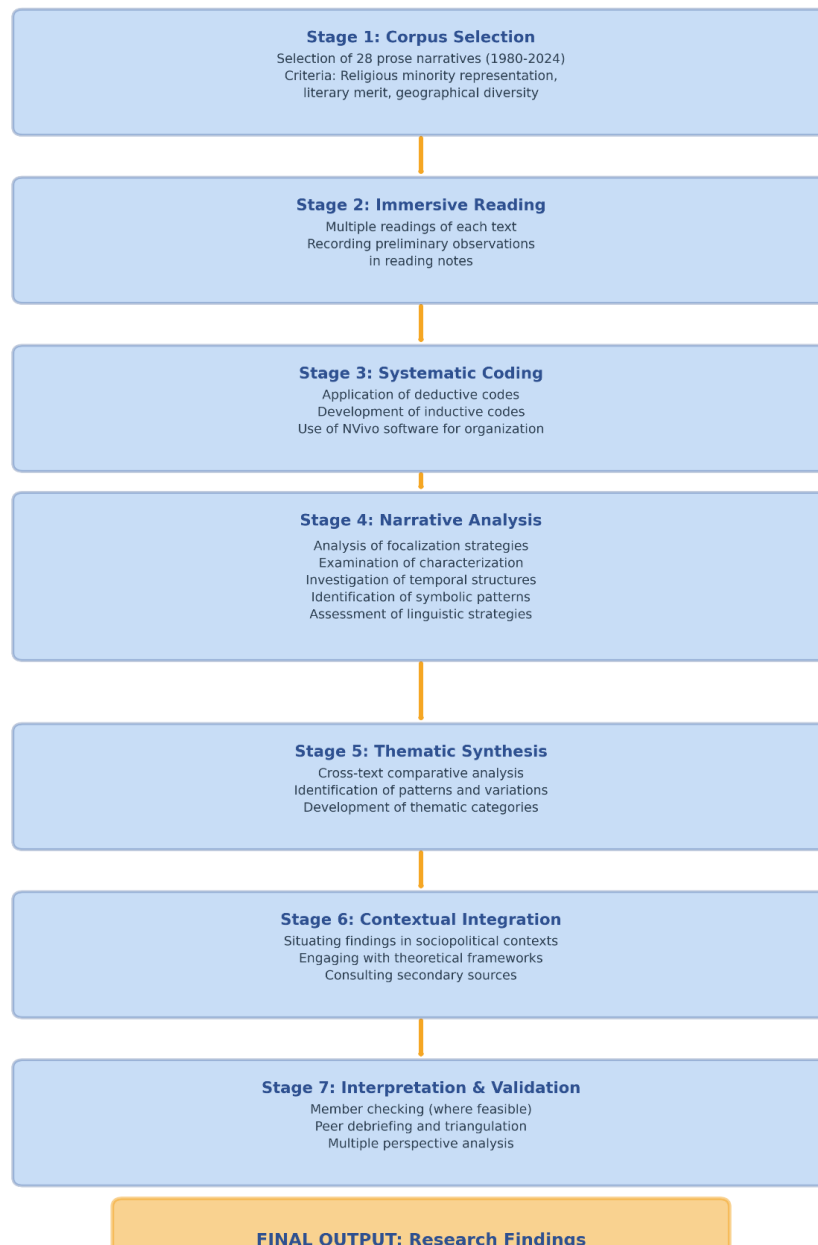 Stage 1: Corpus Selection
Selection of 28 prose narratives (1980-2024)
Criteria: Religious minority representation,
literary merit, geographical diversity
Stage 2: Immersive Reading
Multiple readings of each text
Recording preliminary observations
in reading notes
Stage 3: Systematic Coding
Application of deductive codes
Development of inductive codes
Use of NVivo software for organization
Stage 4: Narrative Analysis
Analysis of focalization strategies
Examination of characterization
Investigation of temporal structures
Identification of symbolic patterns
Assessment of linguistic strategies
Stage 5: Thematic Synthesis
Cross-text comparative analysis
Identification of patterns and variations
Development of thematic categories
Stage 6: Contextual Integration
Situating findings in sociopolitical contexts
Engaging with theoretical frameworks
Consulting secondary sources
Stage 7: Interpretation & Validation
Member checking (where feasible)
Peer debriefing and triangulation
Multiple perspective analysis
FINAL OUTPUT: Research Findings